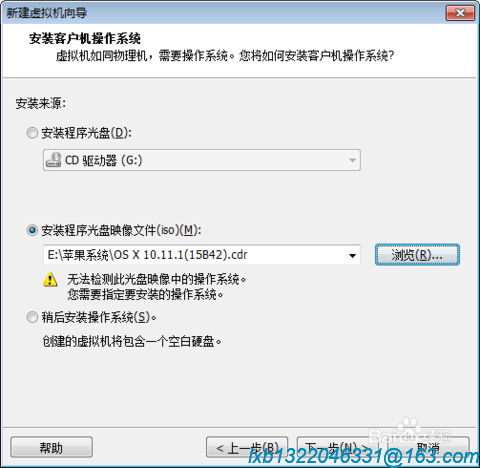 新建虚拟机向导
安装客户机操作系统
虚拟机如同物理机，需要操作系统。您将如何安装客户机操作系统?
安装来源:
安装程序光盘(D):
CD 驱动器 (G:)
安装程序光盘映像文件(iso)(M):
E:\苹果系统\OS X 10.11.1(15B42).cdr
浏览(R)...
无法检测此光盘映像中的操作系统。
您需要指定要安装的操作系统。
稍后安装操作系统(S)。
创建的虚拟机将包含一个空白硬盘。
Baidu 经验
帮助
< 上一步(B)
下一步(N) >
取消
fxb1322046331@163.com